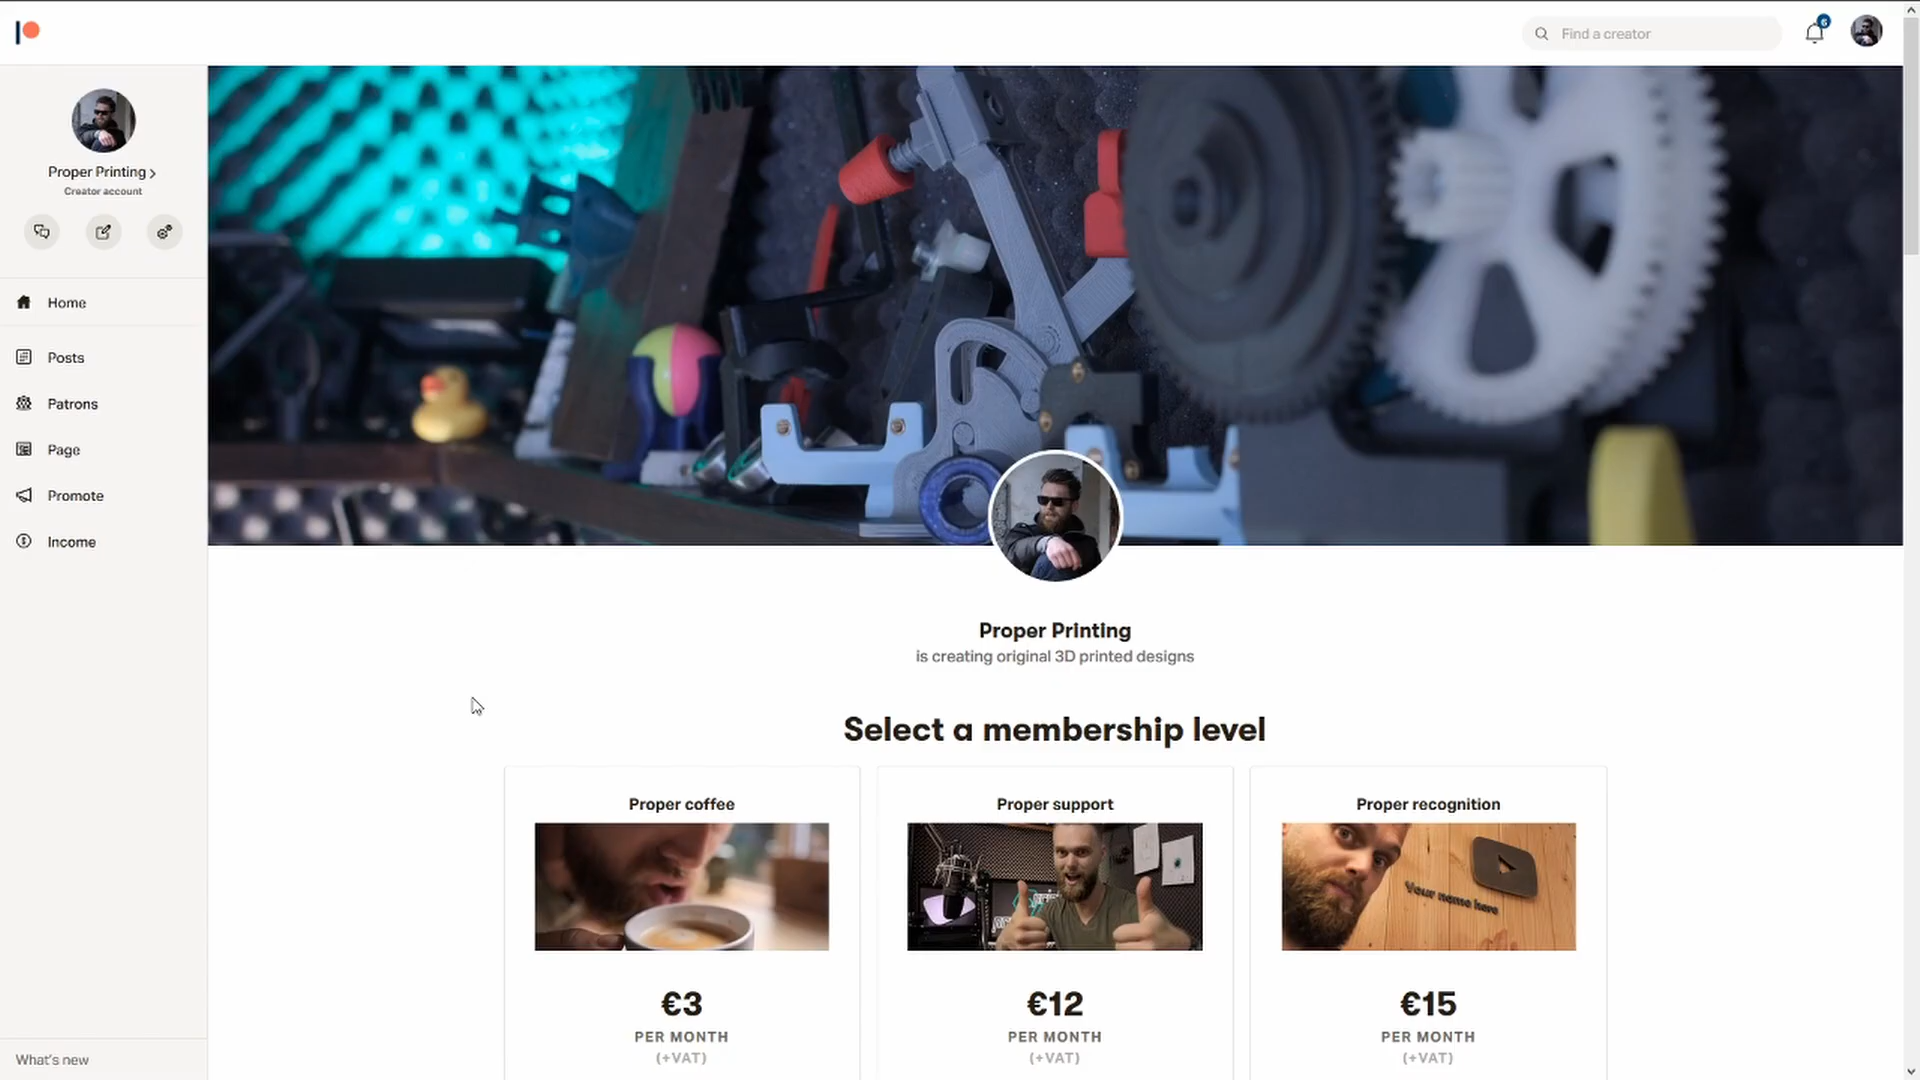 Find a creator
6
Proper Printing
Creator account
Home
Posts
Patrons
Page
Promote
Income
What's new
Proper Printing
is creating original 3D printed designs
Select a membership level
Proper coffee
Proper support
Proper recognition
Your name here
€3
PER MONTH
(+VAT)
€12
PER MONTH
(+VAT)
€15
PER MONTH
(+VAT)